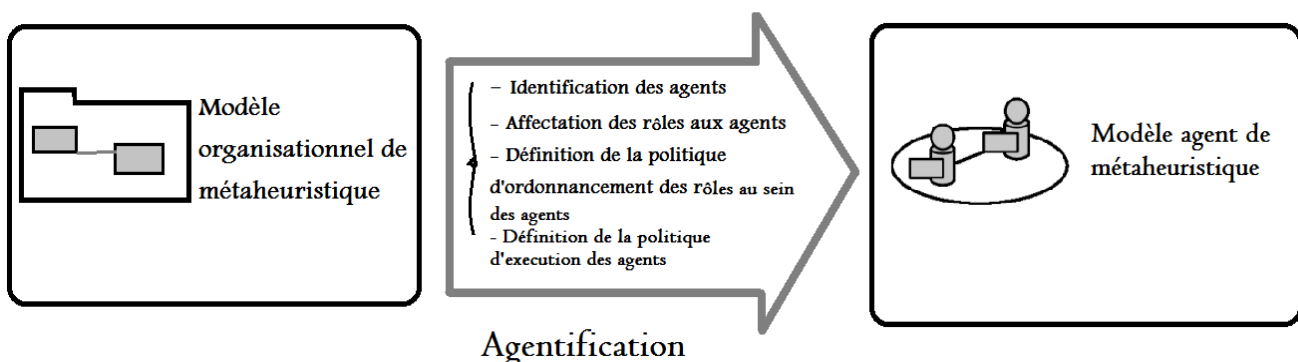 Modèle
organisationnel de
métaheuristique
– Identification des agents
- Affectation des rôles aux agents
- Définition de la politique
d'ordonnancement des rôles au sein
des agents
- Définition de la politique
d'execution des agents
Modèle agent de
métaheuristique
Agentification